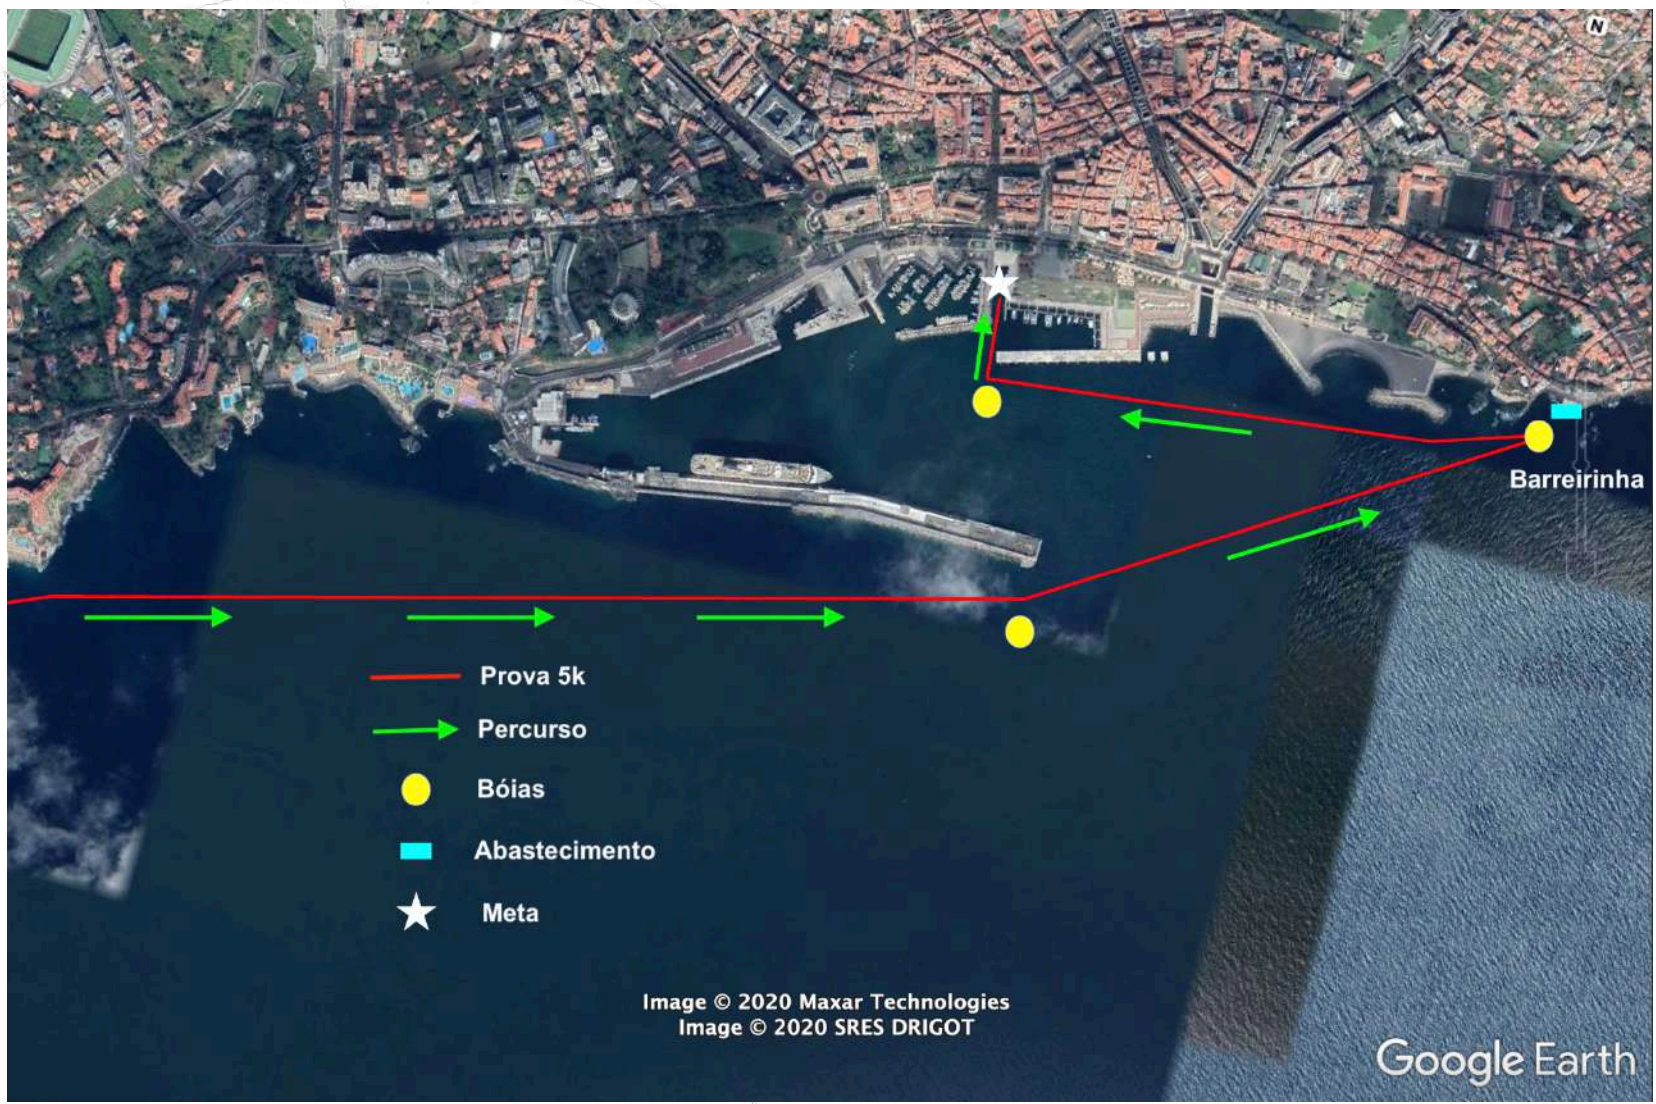 N
Barreirinha
Prova 5k
Percurso
Bóias
Abastecimento
Meta
Image © 2020 Maxar Technologies
Image © 2020 SRES DRIGOT
Google Earth